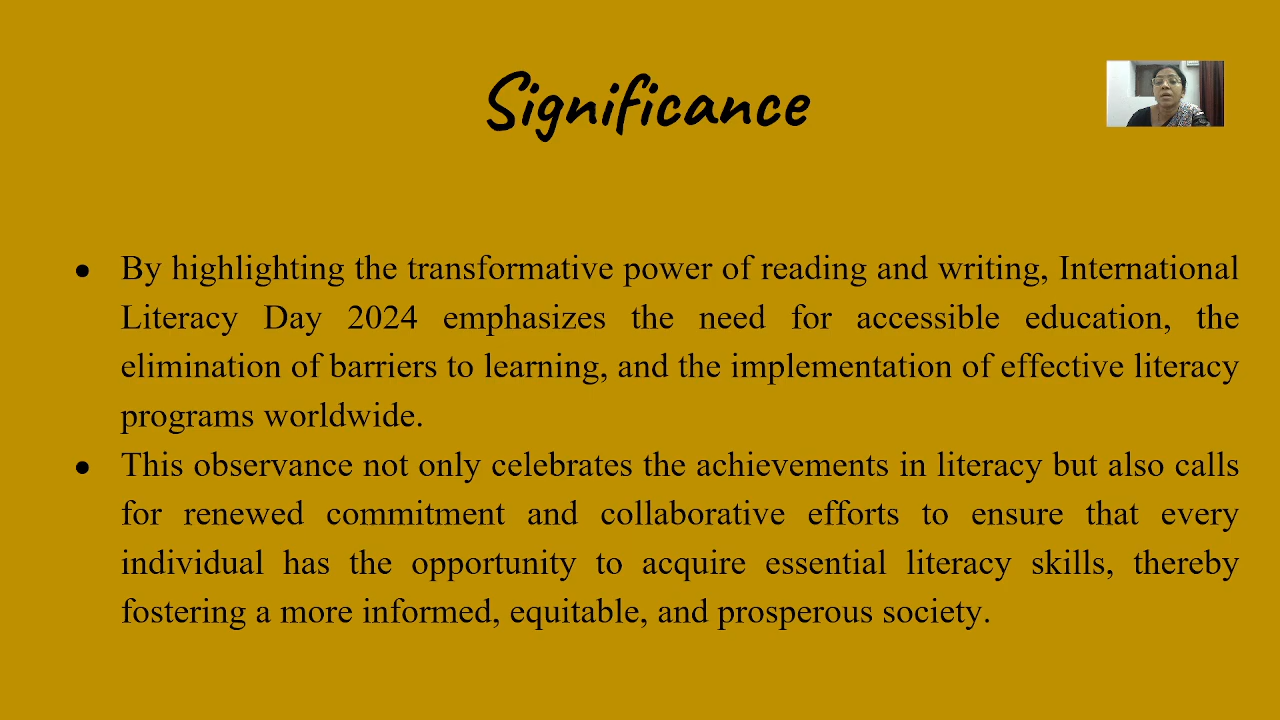 Significance
● By highlighting the transformative power of reading and writing, International
Literacy Day 2024 emphasizes the need for accessible education, the
elimination of barriers to learning, and the implementation of effective literacy
programs worldwide.
● This observance not only celebrates the achievements in literacy but also calls
for renewed commitment and collaborative efforts to ensure that every
individual has the opportunity to acquire essential literacy skills, thereby
fostering a more informed, equitable, and prosperous society.